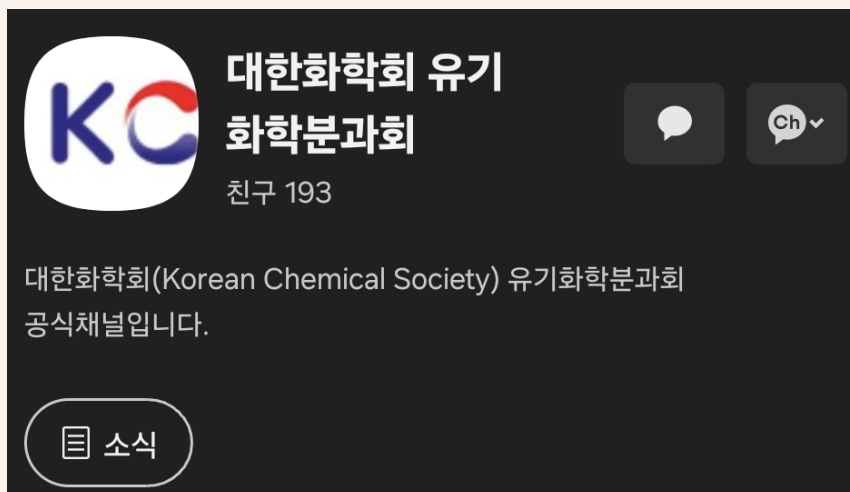 KC
대한화학회 유기
화학분과회
친구 193
Ch
대한화학회(Korean Chemical Society) 유기화학분과회
공식채널입니다.
소식